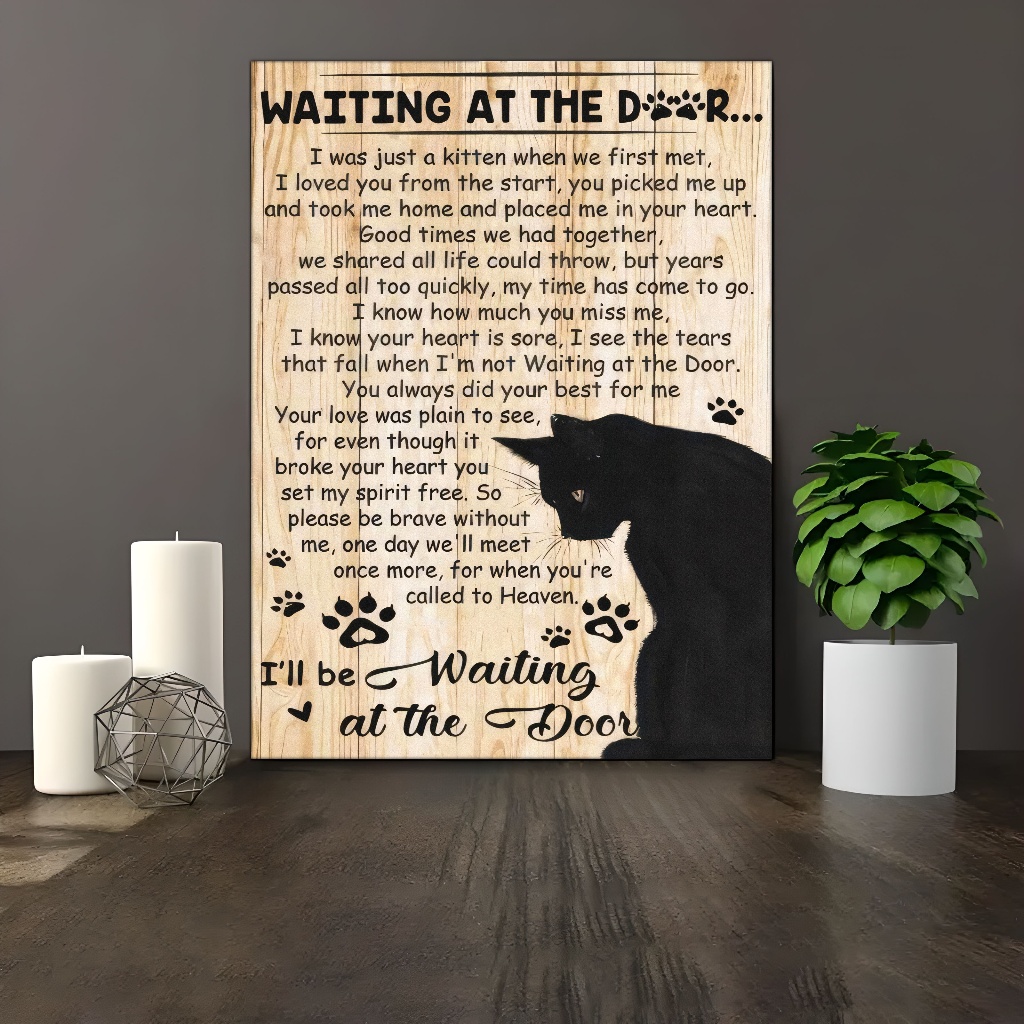 WAITING AT THE DOOR...
I was just a kitten when we first met,
I loved you from the start, you picked me up
and took me home and placed me in your heart.
Good times we had together,
we shared all life could throw, but years
passed all too quickly, my time has come to go.
I know how much you miss me,
I know your heart is sore, I see the tears
that fall when I'm not Waiting at the Door.
You always did your best for me
Your love was plain to see,
for even though it
broke your heart you
set my spirit free. So
please be brave without
me, one day we'll meet
once more, for when you're
called to Heaven.
I'll be Waiting
at the Door